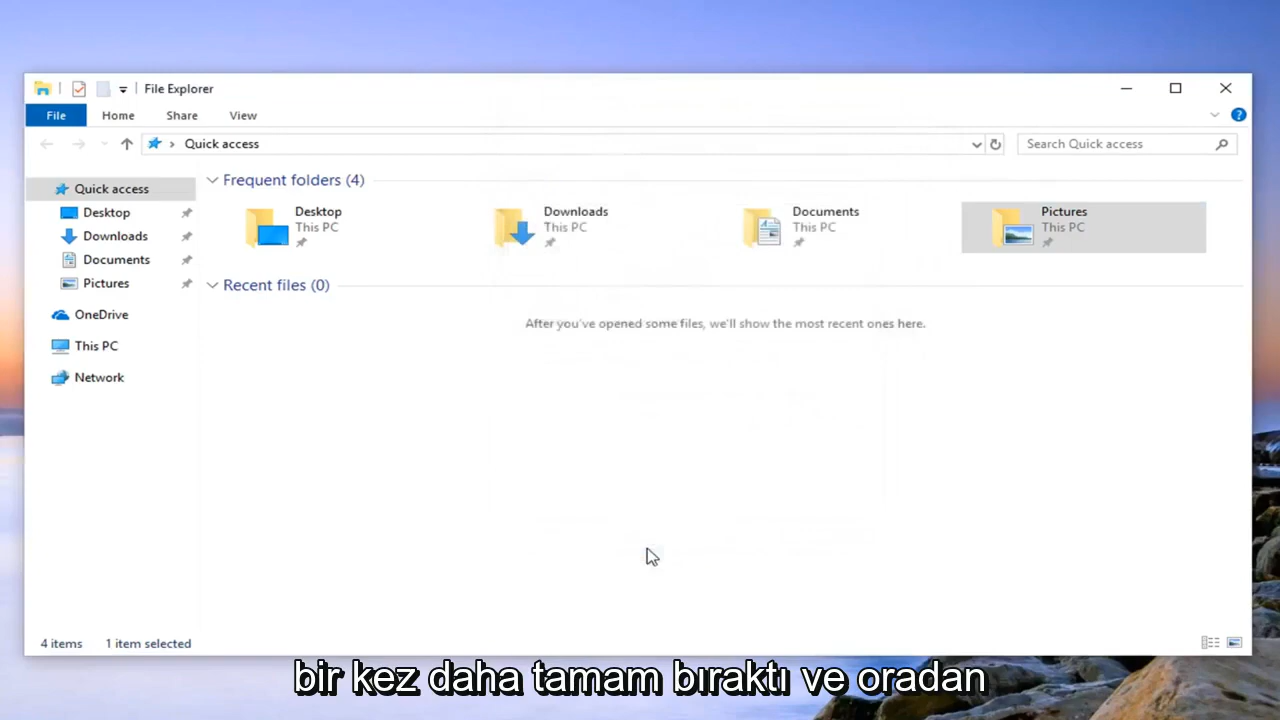 File Explorer
File
Home
Share
View
?
Quick access
Search Quick access
Quick access
Desktop
Downloads
Documents
Pictures
OneDrive
This PC
Network
Frequent folders (4)
Desktop
This PC
Downloads
This PC
Documents
This PC
Pictures
This PC
Recent files (0)
After you've opened some files, we'll show the most recent ones here.
4 items
1 item selected
bir kez daha tamam bıraktı ve oradan